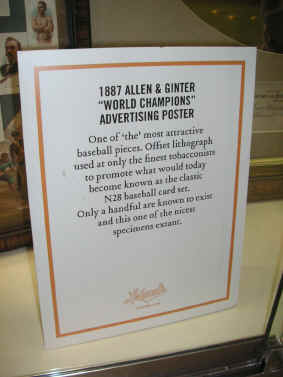 1887 ALLEN & GINTER
"WORLD CHAMPIONS"
ADVERTISING POSTER
One of 'the' most attractive
baseball pieces. Offset lithograph
used at only the finest tobacconists
to promote what would today
become known as the classic
N28 baseball card set.
Only a handful are known to exist
and this one of the nicest
specimens extant.